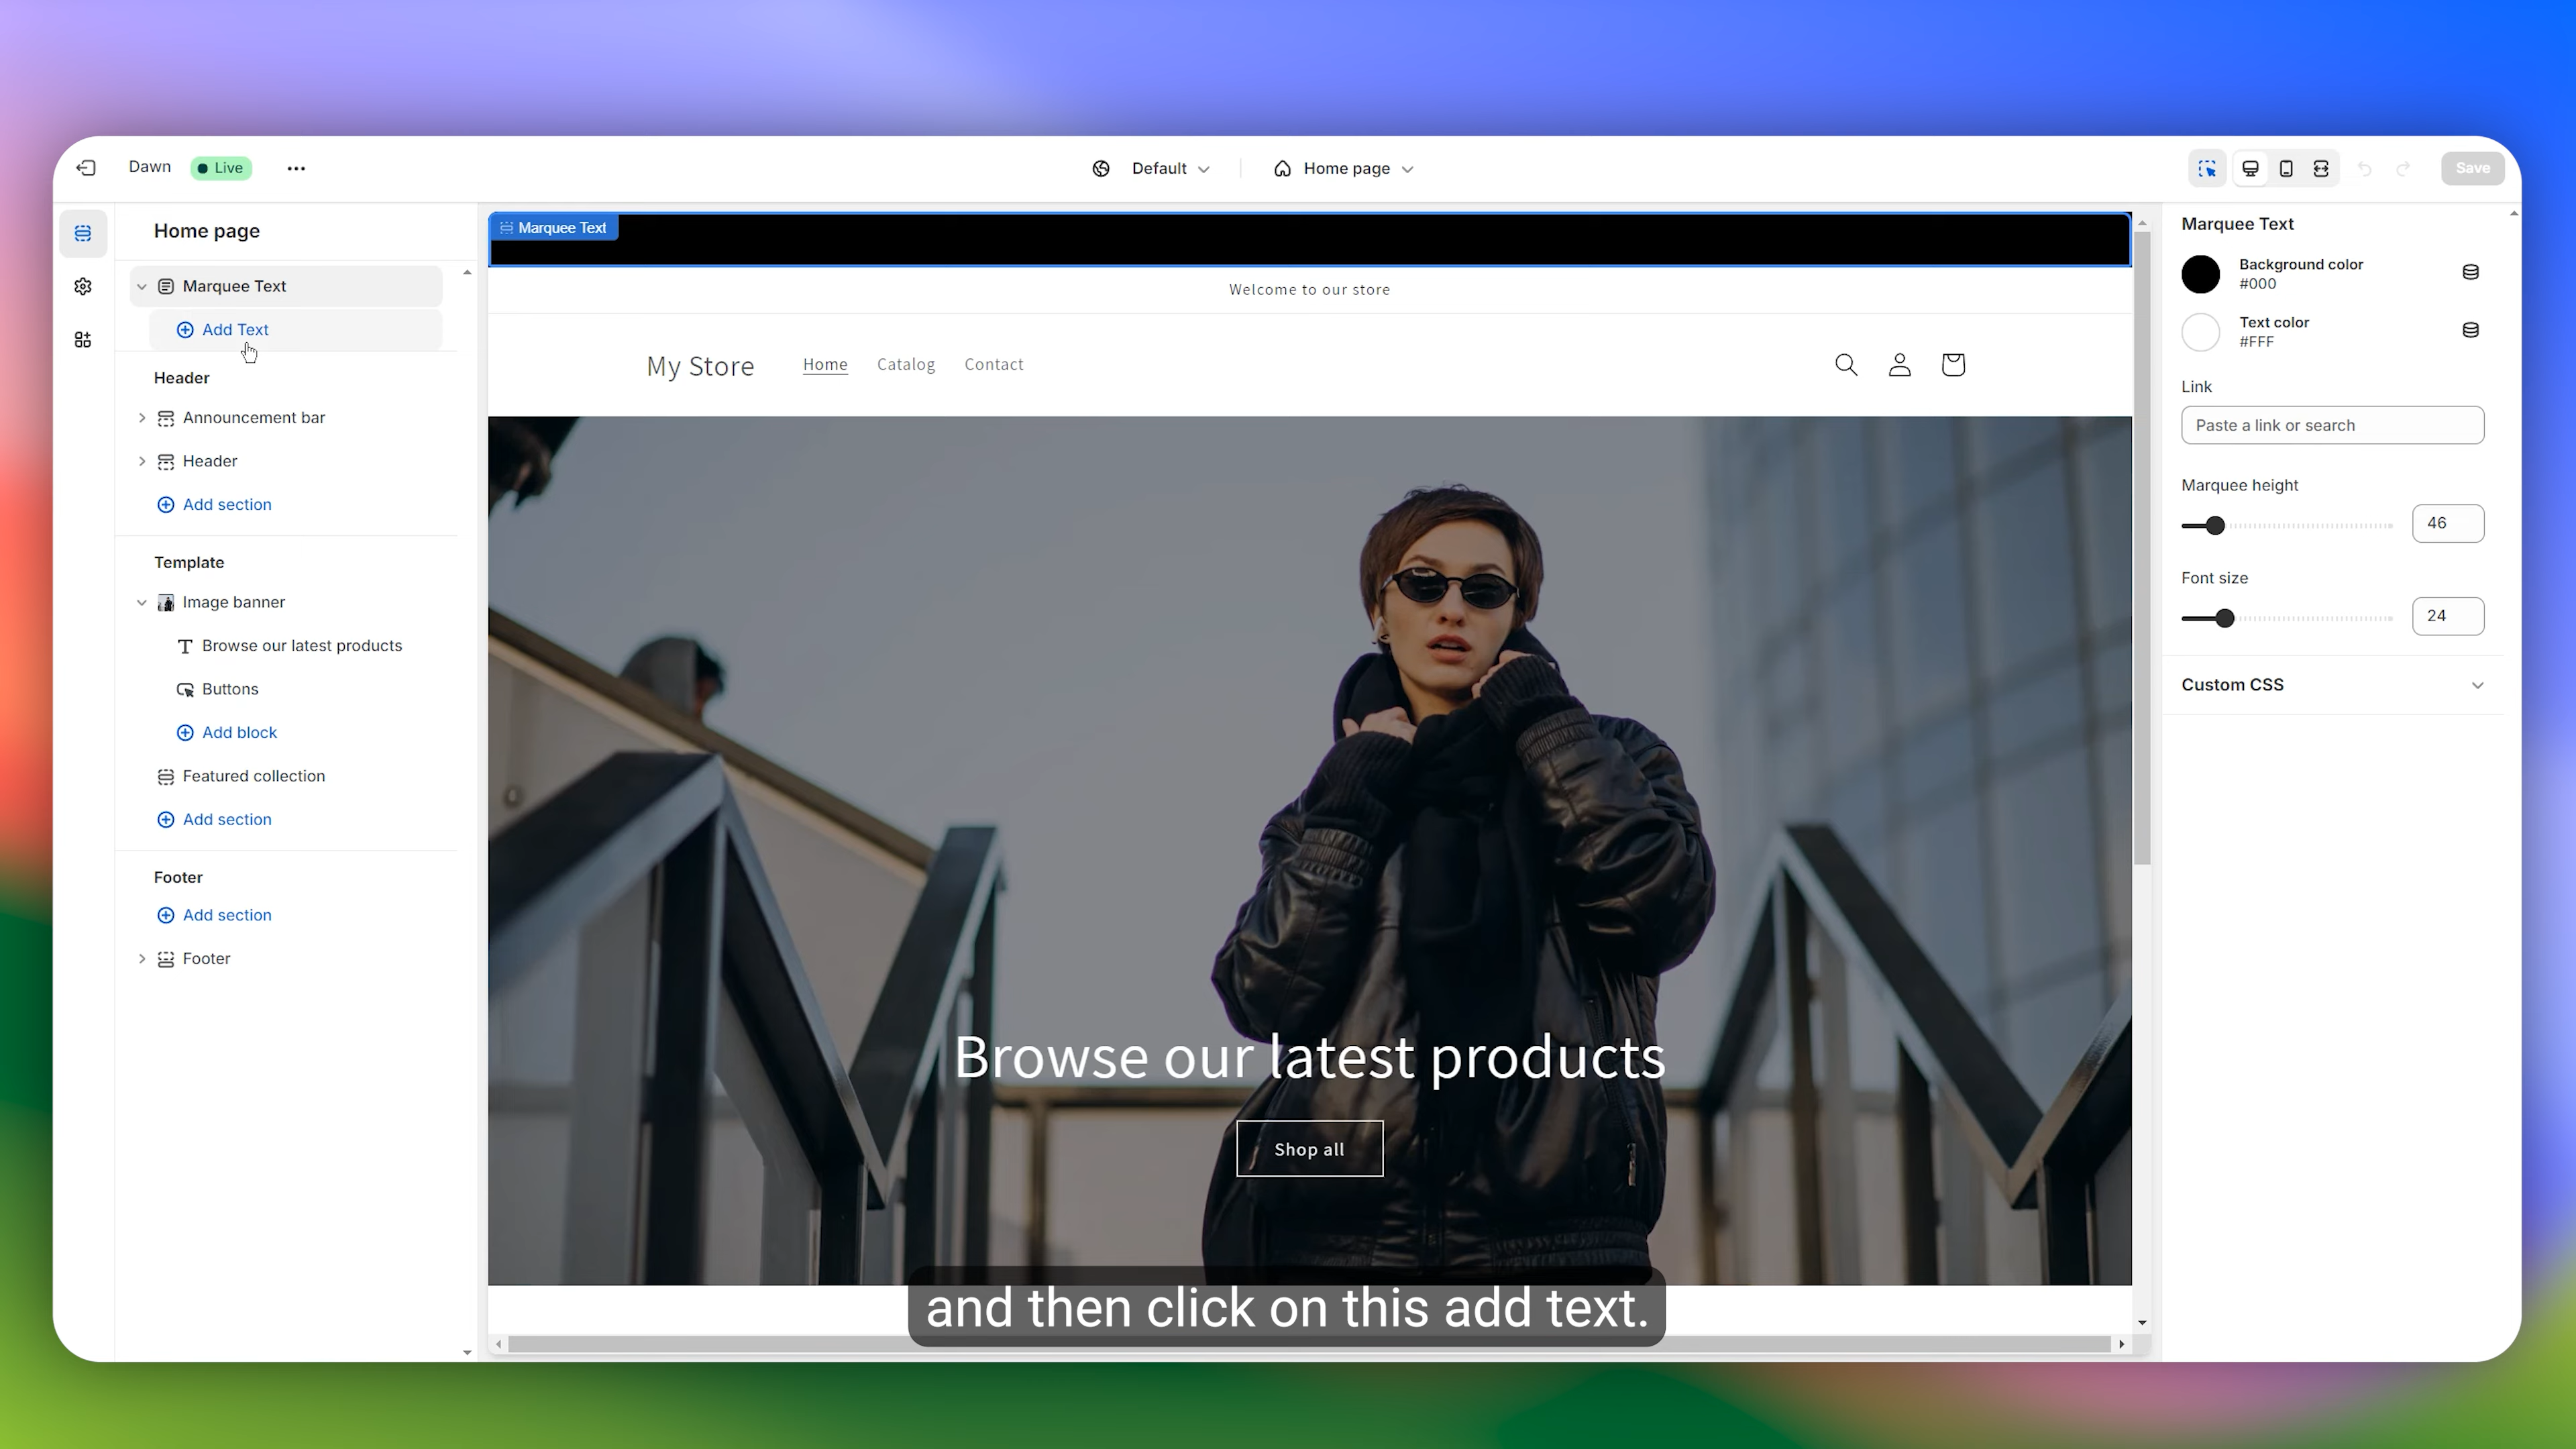 Dawn
Live
Default
Home page
Save
Home page
Marquee Text
Add Text
Header
Announcement bar
Header
Add section
Template
Image banner
Browse our latest products
Buttons
Add block
Featured collection
Add section
Footer
Add section
Footer
Marquee Text
Welcome to our store
My Store
Home
Catalog
Contact
Browse our latest products
Shop all
and then click on this add text.
Marquee Text
Background color
#000
Text color
#FFF
Link
Paste a link or search
Marquee height
46
Font size
24
Custom CSS